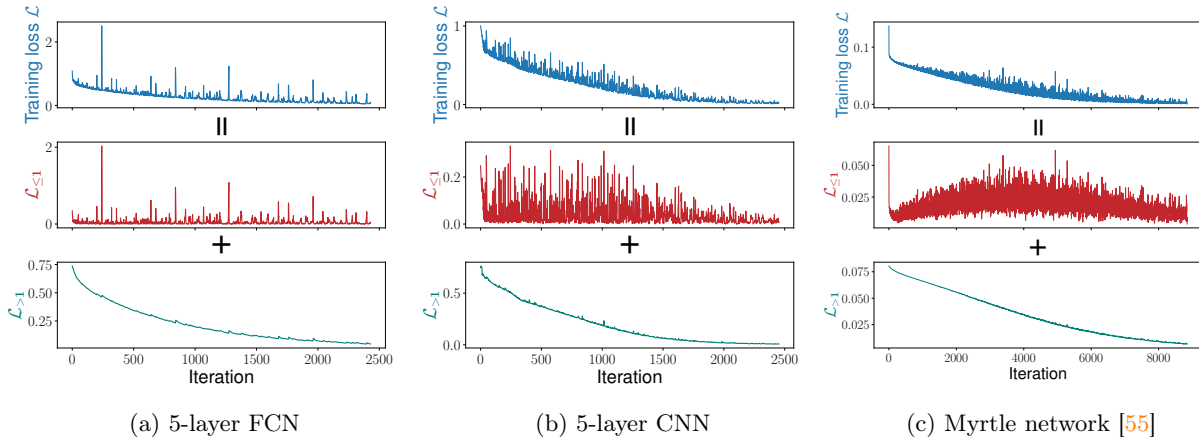 Training loss ℒ
2
1
0
=
ℒ≤1
2
1
0
+
ℒ>1
0.75
0.50
0.25
0 500 1000 1500 2000 2500
Iteration
(a) 5-layer FCN
Training loss ℒ
1
0
=
ℒ≤1
0.2
0.0
+
ℒ>1
0.5
0.0
0 500 1000 1500 2000 2500
Iteration
(b) 5-layer CNN
Training loss ℒ
0.1
0.0
=
ℒ≤1
0.050
0.025
+
ℒ>1
0.075
0.050
0.025
0 2000 4000 6000 8000
Iteration
(c) Myrtle network [55]